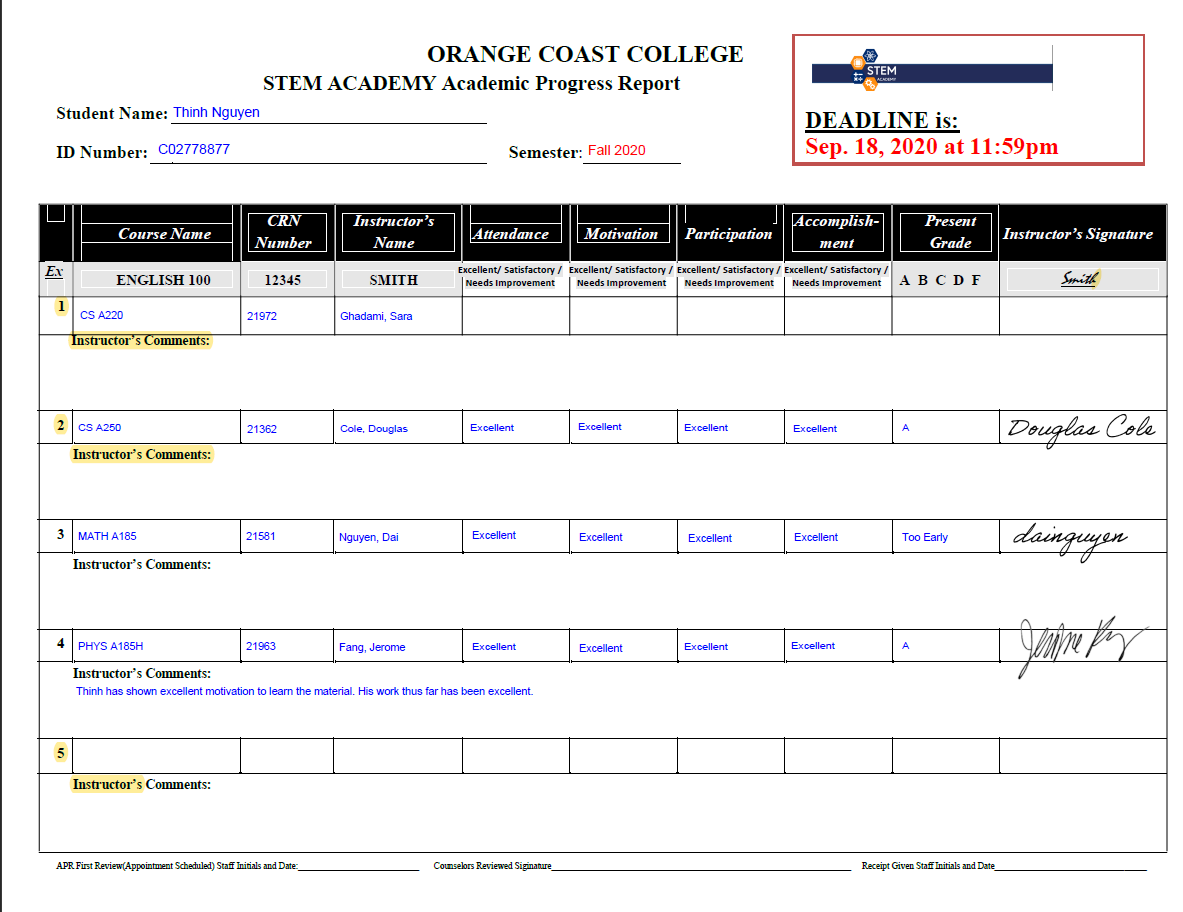 ORANGE COAST COLLEGE
STEM ACADEMY Academic Progress Report
STEM
ACADEMY
DEADLINE is:
Sep. 18, 2020 at 11:59pm
Student Name: Thinh Nguyen
ID Number: C02778877 Semester: Fall 2020
Course Name CRN Number Instructor's Name Attendance Motivation Participation Accomplish-ment Present Grade Instructor's Signature
Ex ENGLISH 100 12345 SMITH Excellent/ Satisfactory / Needs Improvement Excellent/ Satisfactory / Needs Improvement Excellent/ Satisfactory / Needs Improvement Excellent/ Satisfactory / Needs Improvement A B C D F Smith
1 CS A220 21972 Ghadami, Sara
Instructor's Comments:
2 CS A250 21362 Cole, Douglas Excellent Excellent Excellent Excellent A Douglas Cole
Instructor's Comments:
3 MATH A185 21581 Nguyen, Dai Excellent Excellent Excellent Excellent Too Early dainguyen
Instructor's Comments:
4 PHYS A185H 21963 Fang, Jerome Excellent Excellent Excellent Excellent A Jerome
Instructor's Comments:
Thinh has shown excellent motivation to learn the material. His work thus far has been excellent.
5
Instructor's Comments:
APR First Review(Appointment Scheduled) Staff Initials and Date: Counselors Reviewed Signature Receipt Given Staff Initials and Date